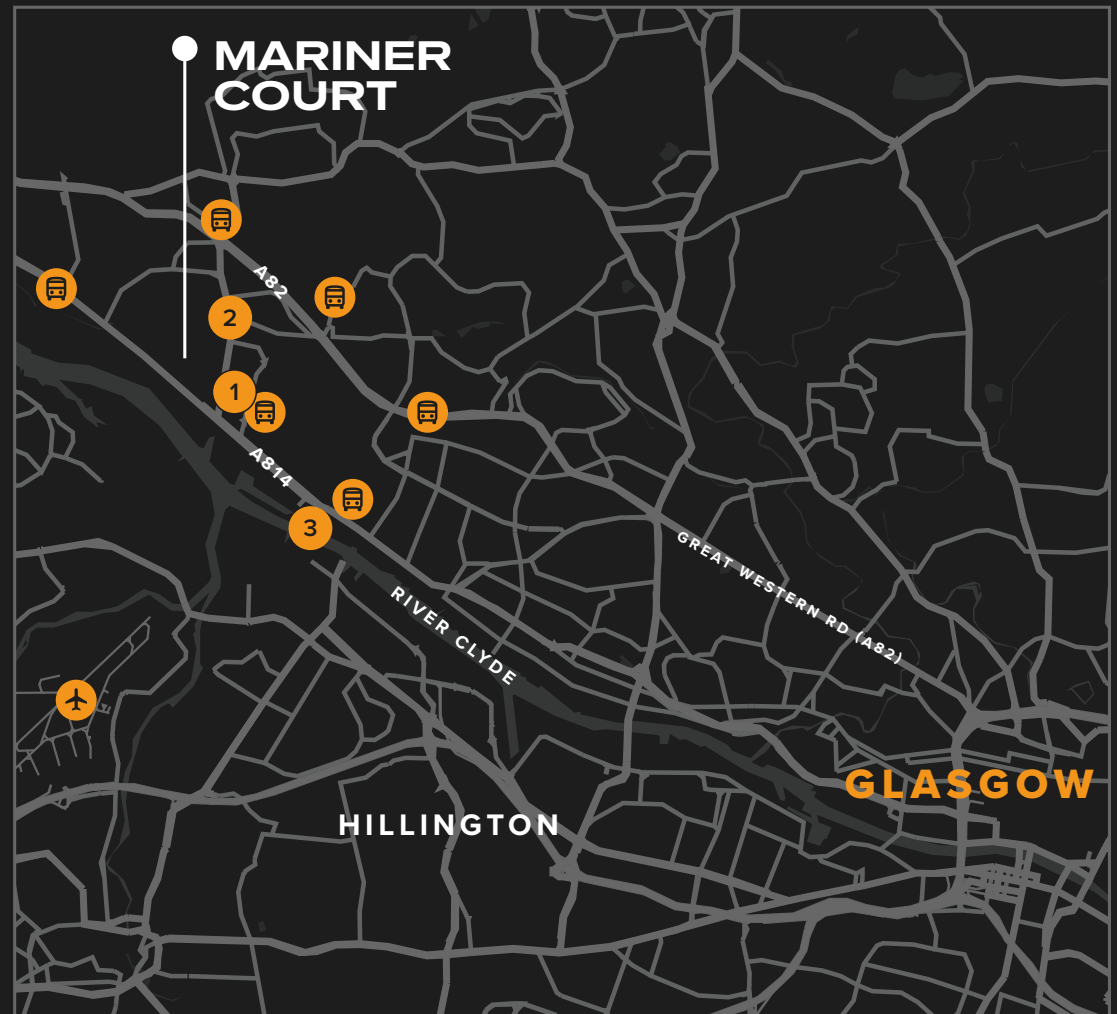 MARINER
COURT
A82
2
1
A814
3
GREAT WESTERN RD (A82)
RIVER CLYDE
GLASGOW
HILLINGTON